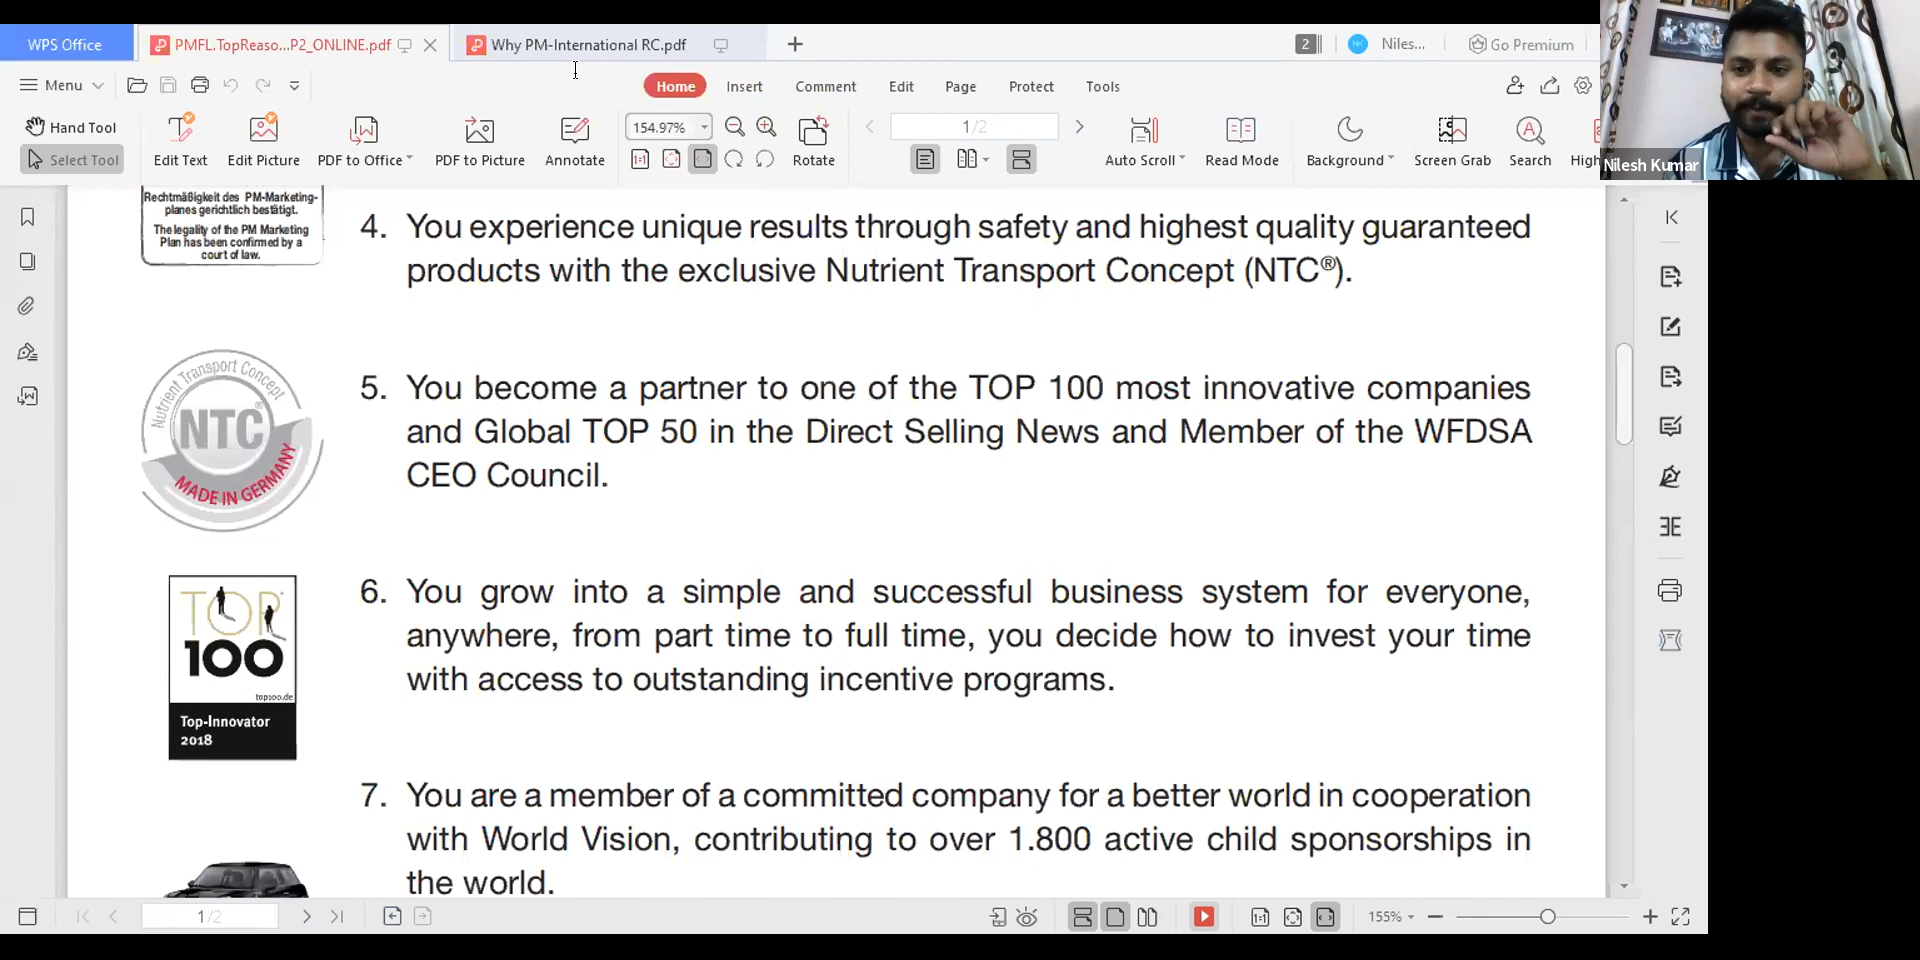 WPS Office
PMFL.TopReaso...P2_ONLINE.pdf
Why PM-International RC.pdf
2
NK
Niles...
Go Premium
Menu
Home
Insert
Comment
Edit
Page
Protect
Tools
Hand Tool
Select Tool
Edit Text
Edit Picture
PDF to Office
PDF to Picture
Annotate
154.97%
Rotate
1/2
Auto Scroll
Read Mode
Background
Screen Grab
Search
High
Nilesh Kumar
Rechtmäßigkeit des PM-Marketing-
planes gerichtlich bestätigt.
The legality of the PM Marketing
Plan has been confirmed by a
court of law.
4. You experience unique results through safety and highest quality guaranteed
products with the exclusive Nutrient Transport Concept (NTC®).
Nutrient Transport Concept
NTC®
MADE IN GERMANY
5. You become a partner to one of the TOP 100 most innovative companies
and Global TOP 50 in the Direct Selling News and Member of the WFDSA
CEO Council.
TOP
100
top100.de
Top-Innovator
2018
6. You grow into a simple and successful business system for everyone,
anywhere, from part time to full time, you decide how to invest your time
with access to outstanding incentive programs.
7. You are a member of a committed company for a better world in cooperation
with World Vision, contributing to over 1.800 active child sponsorships in
the world.
1/2
155%